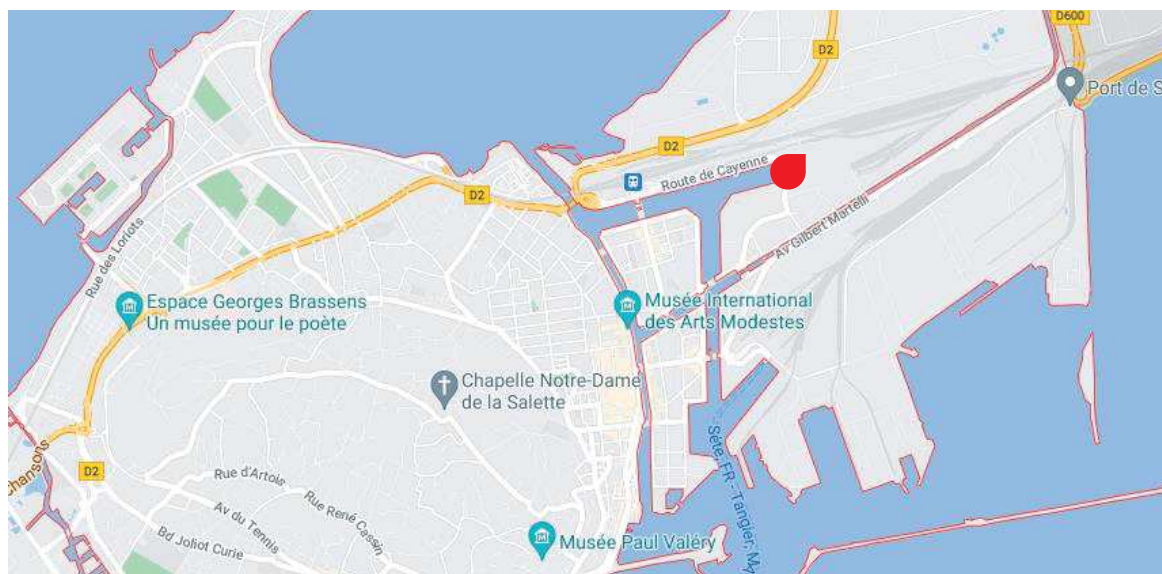 D600
D2
Port de S
D2
Route de Cayenne
D2
Rue des Loriots
Av Gilbert Martelli
Espace Georges Brassens
Un musée pour le poète
Musée International
des Arts Modestes
Chapelle Notre-Dame
de la Salette
Chansons
D2
Rue d'Artois
Rue René Cassin
Av du Tennis
Bd Joliot Curie
Musée Paul Valéry
Sète, FR - Tangier, M